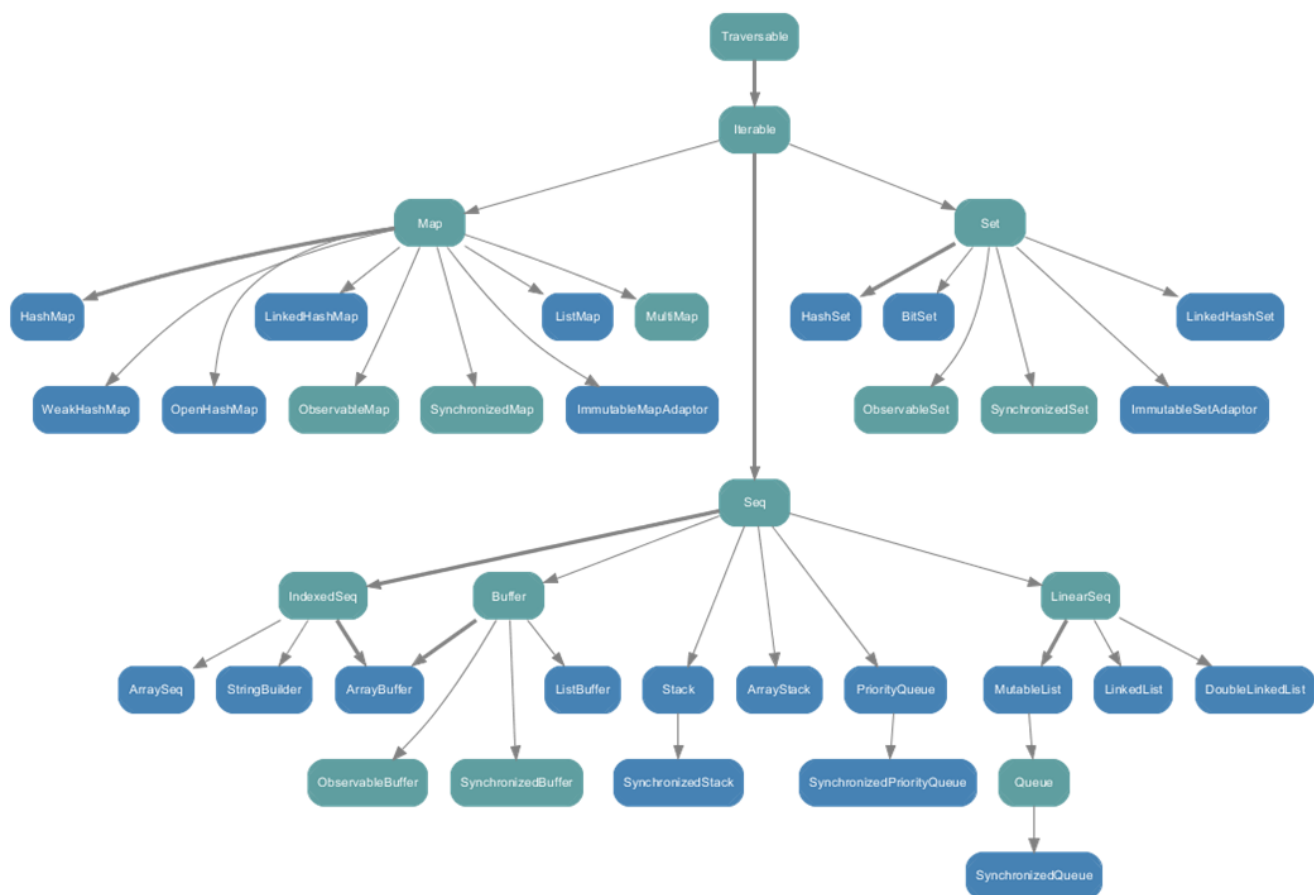 Traversable
Iterable
Map
Set
HashMap
LinkedHashMap
ListMap
MultiMap
HashSet
BitSet
LinkedHashSet
WeakHashMap
OpenHashMap
ObservableMap
SynchronizedMap
ImmutableMapAdaptor
ObservableSet
SynchronizedSet
ImmutableSetAdaptor
Seq
IndexedSeq
Buffer
LinearSeq
ArraySeq
StringBuilder
ArrayBuffer
ListBuffer
Stack
ArrayStack
PriorityQueue
MutableList
LinkedList
DoubleLinkedList
ObservableBuffer
SynchronizedBuffer
SynchronizedStack
SynchronizedPriorityQueue
Queue
SynchronizedQueue